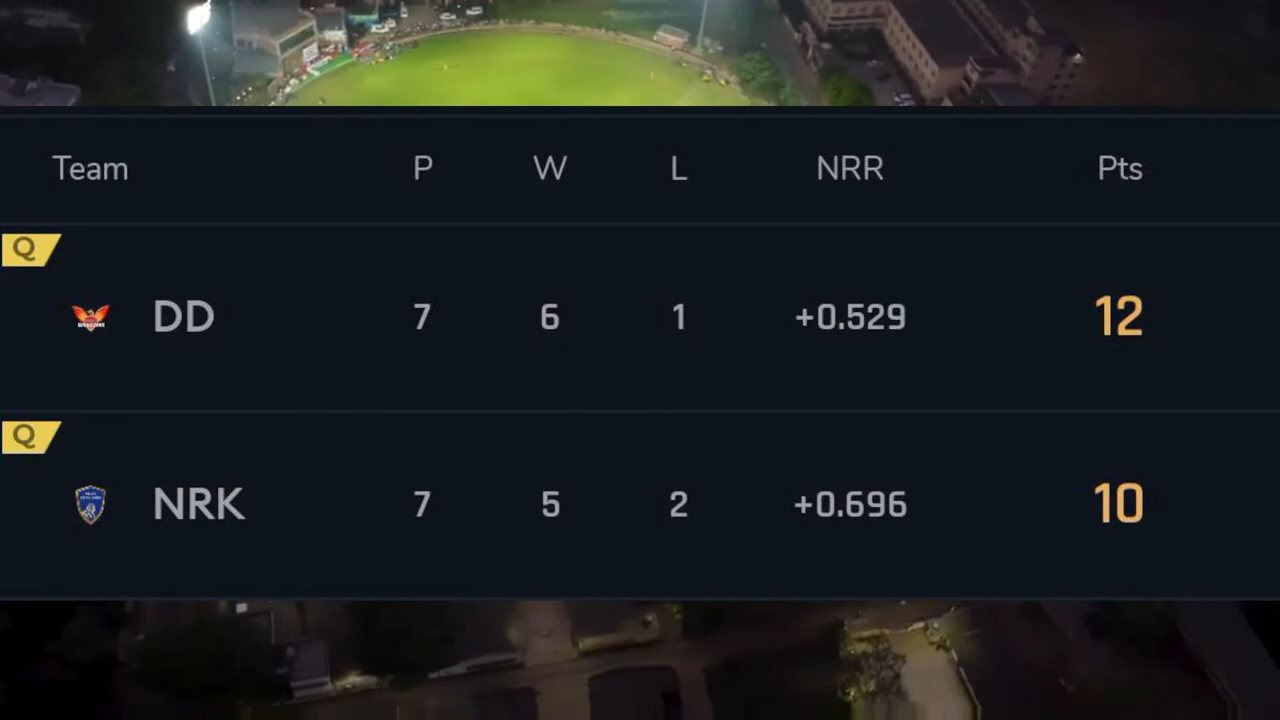 Team P W L NRR Pts
Q
DD 7 6 1 +0.529 12
Q
NRK 7 5 2 +0.696 10